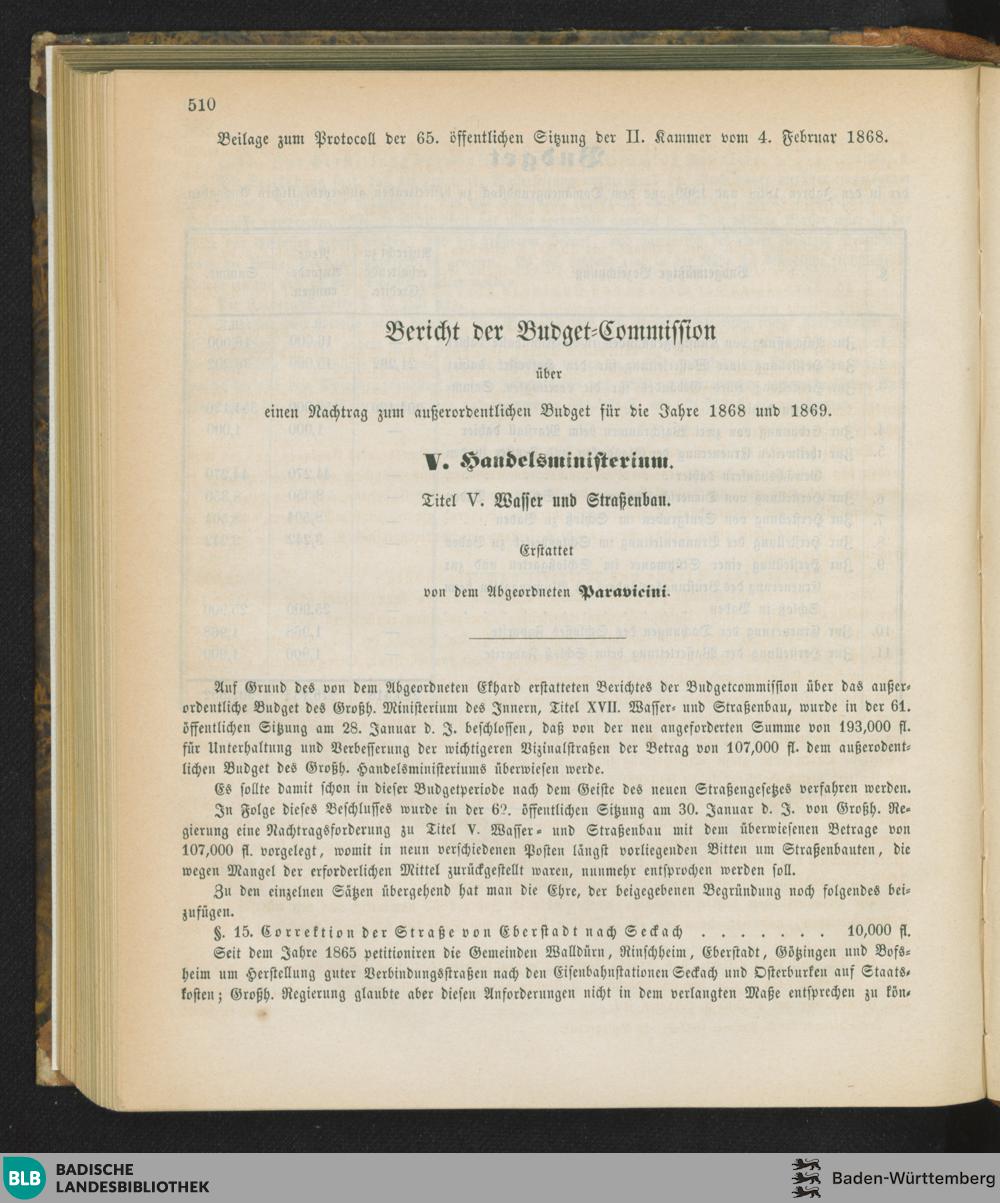 510
Beilage zum Protocoll der 65. öffentlichen Sitzung der II. Kammer vom 4. Februar 1868.
Bericht der Budget-Commission
über
einen Nachtrag zum außerordentlichen Budget für die Jahre 1868 und 1869.
V. Handelsministerium.
Titel V. Wasser und Straßenbau.
Erstattet
von dem Abgeordneten Paravicini.
Auf Grund des von dem Abgeordneten Ekhard erstatteten Berichtes der Budgetcommission über das außer-
ordentliche Budget des Großh. Ministerium des Innern, Titel XVII. Wasser- und Straßenbau, wurde in der 61.
öffentlichen Sitzung am 28. Januar d. J. beschlossen, daß von der neu angeforderten Summe von 193,000 fl.
für Unterhaltung und Verbesserung der wichtigeren Vizinalstraßen der Betrag von 107,000 fl. dem außerodent-
lichen Budget des Großh. Handelsministeriums überwiesen werde.
Es sollte damit schon in dieser Budgetperiode nach dem Geiste des neuen Straßengesetzes verfahren werden.
In Folge dieses Beschlusses wurde in der 62. öffentlichen Sitzung am 30. Januar d. J. von Großh. Re-
gierung eine Nachtragsforderung zu Titel V. Wasser- und Straßenbau mit dem überwiesenen Betrage von
107,000 fl. vorgelegt, womit in neun verschiedenen Posten längst vorliegenden Bitten um Straßenbauten, die
wegen Mangel der erforderlichen Mittel zurückgestellt waren, nunmehr entsprochen werden soll.
Zu den einzelnen Sätzen übergehend hat man die Ehre, der beigegebenen Begründung noch folgendes bei-
zufügen.
§. 15. Correktion der Straße von Eberstadt nach Seckach . . . . . . . 10,000 fl.
Seit dem Jahre 1865 petitioniren die Gemeinden Walldürn, Rinschheim, Eberstadt, Götzingen und Bofs-
heim um Herstellung guter Verbindungsstraßen nach den Eisenbahnstationen Seckach und Osterburken auf Staats-
kosten; Großh. Regierung glaubte aber diesen Anforderungen nicht in dem verlangten Maße entsprechen zu kön-
BLB BADISCHE
LANDESBIBLIOTHEK
Baden-Württemberg